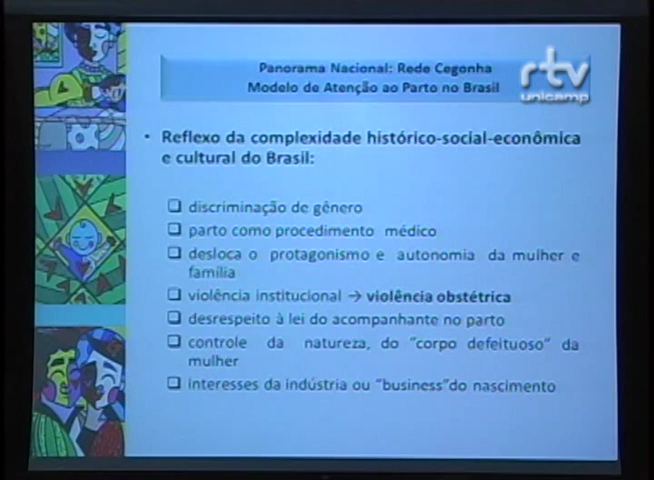 Panorama Nacional: Rede Cegonha
Modelo de Atenção ao Parto no Brasil
rtv
unicamp
• Reflexo da complexidade histórico-social-econômica
e cultural do Brasil:
❑ discriminação de gênero
❑ parto como procedimento médico
❑ desloca o protagonismo e autonomia da mulher e
família
❑ violência institucional → violência obstétrica
❑ desrespeito à lei do acompanhante no parto
❑ controle da natureza, do "corpo defeituoso" da
mulher
❑ interesses da indústria ou "business"do nascimento